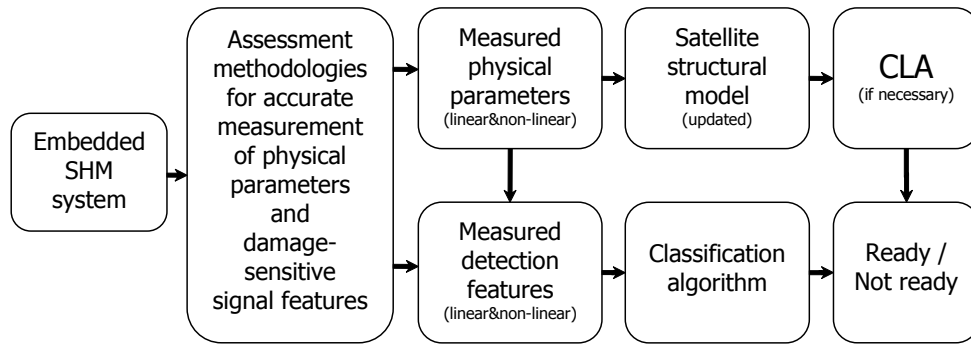 Embedded
SHM
system
Assessment
methodologies
for accurate
measurement
of physical
parameters
and
damage-
sensitive
signal features
Measured
physical
parameters
(linear&non-linear)
Satellite
structural
model
(updated)
CLA
(if necessary)
Measured
detection
features
(linear&non-linear)
Classification
algorithm
Ready /
Not ready